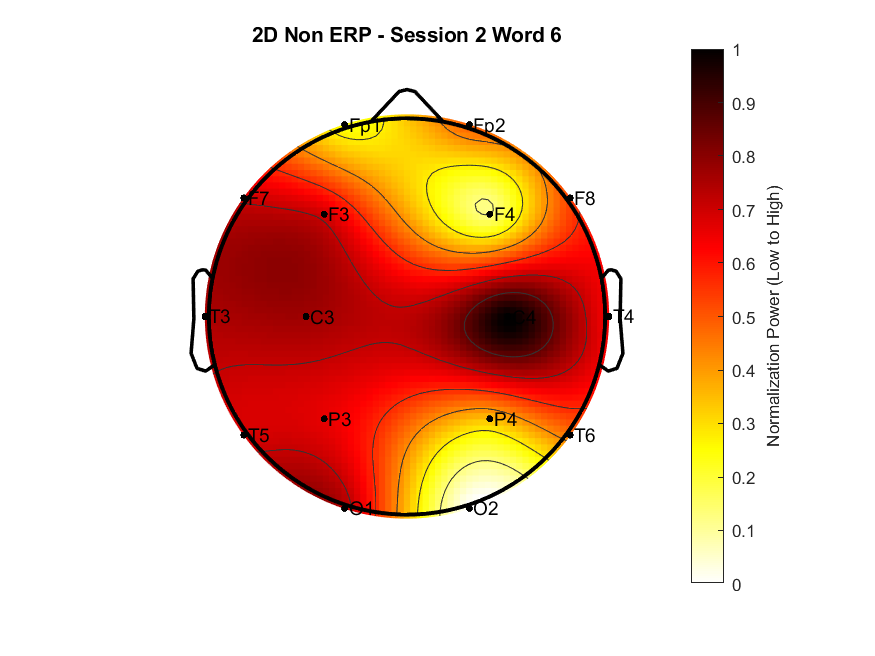 2D Non ERP - Session 2 Word 6
Fp1 Fp2
F7 F3 F4 F8
T3 C3 T4
T5 P3 P4 T6
O1 O2
1
0.9
0.8
0.7
0.6
0.5
0.4
0.3
0.2
0.1
0
Normalization Power (Low to High)